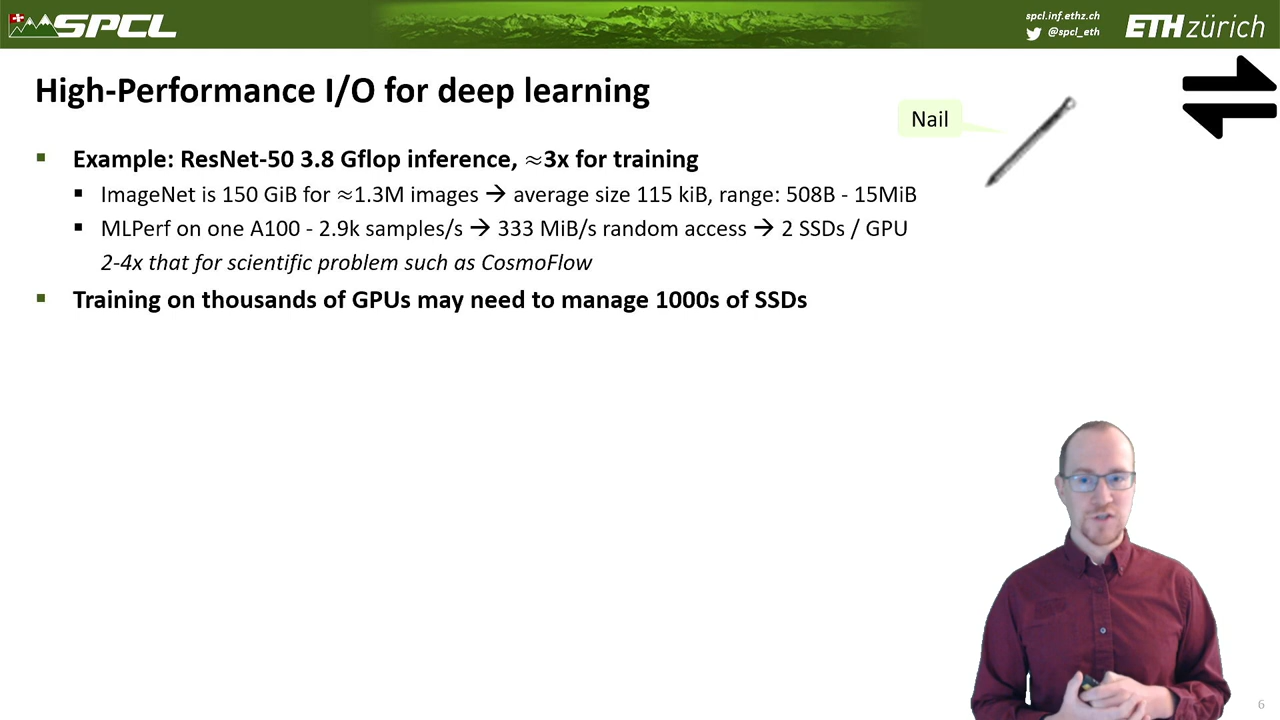 SPCL
spcl.inf.ethz.ch
@spcl_eth
ETH zürich
High-Performance I/O for deep learning
Nail
▪ Example: ResNet-50 3.8 Gflop inference, ≈3x for training
▪ ImageNet is 150 GiB for ≈1.3M images → average size 115 kiB, range: 508B - 15MiB
▪ MLPerf on one A100 - 2.9k samples/s → 333 MiB/s random access → 2 SSDs / GPU
2-4x that for scientific problem such as CosmoFlow
▪ Training on thousands of GPUs may need to manage 1000s of SSDs
6